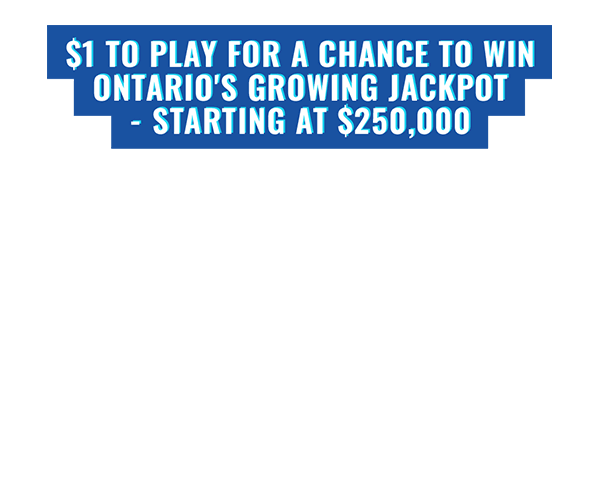 $1 TO PLAY FOR A CHANCE TO WIN
ONTARIO'S GROWING JACKPOT
- STARTING AT $250,000